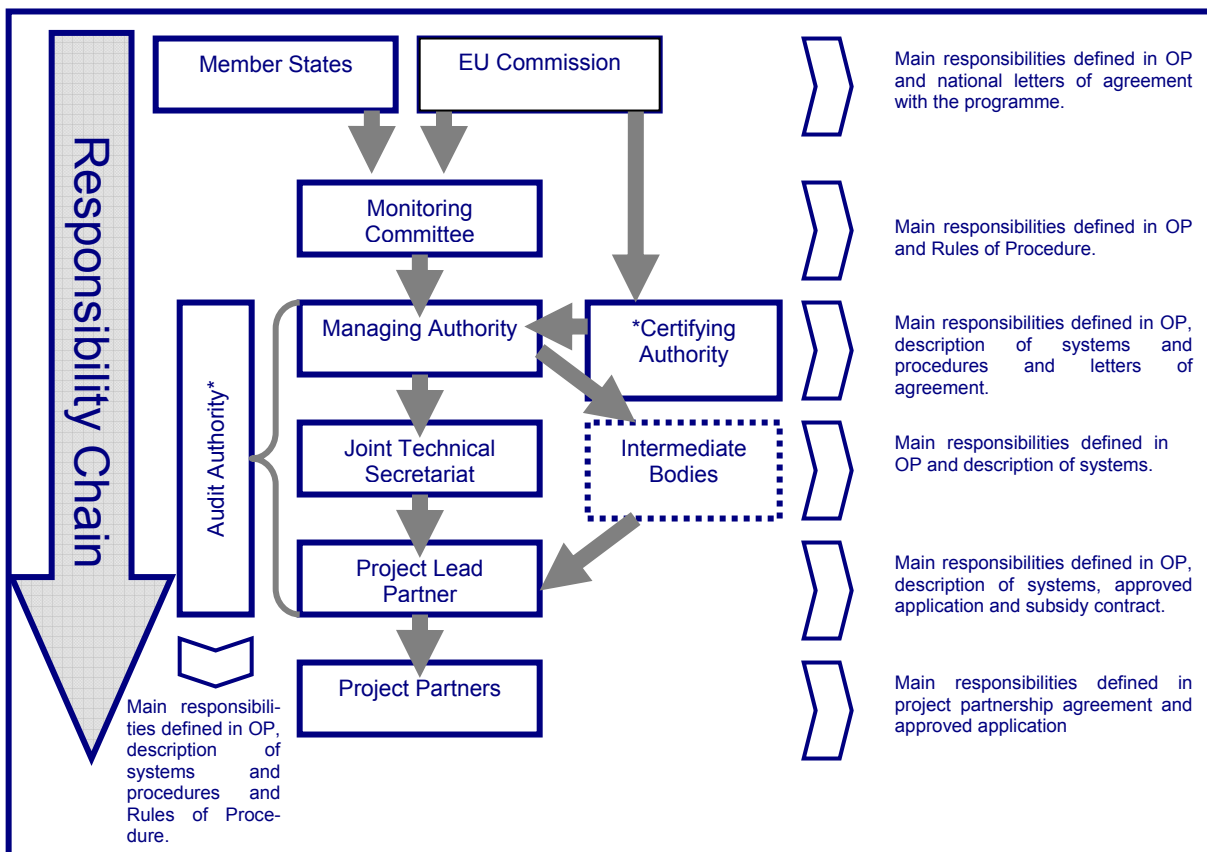 Member States
EU Commission
Main responsibilities defined in OP
and national letters of agreement
with the programme.
Responsibility Chain
Monitoring
Committee
Main responsibilities defined in OP
and Rules of Procedure.
Audit Authority*
Managing Authority
*Certifying
Authority
Main responsibilities defined in OP,
description of systems and
procedures and letters of
agreement.
Joint Technical
Secretariat
Intermediate
Bodies
Main responsibilities defined in
OP and description of systems.
Project Lead
Partner
Main responsibilities defined in OP,
description of systems, approved
application and subsidy contract.
Project Partners
Main responsibilities defined in
project partnership agreement and
approved application
Main responsibili-
ties defined in OP,
description of
systems and
procedures and
Rules of Proce-
dure.